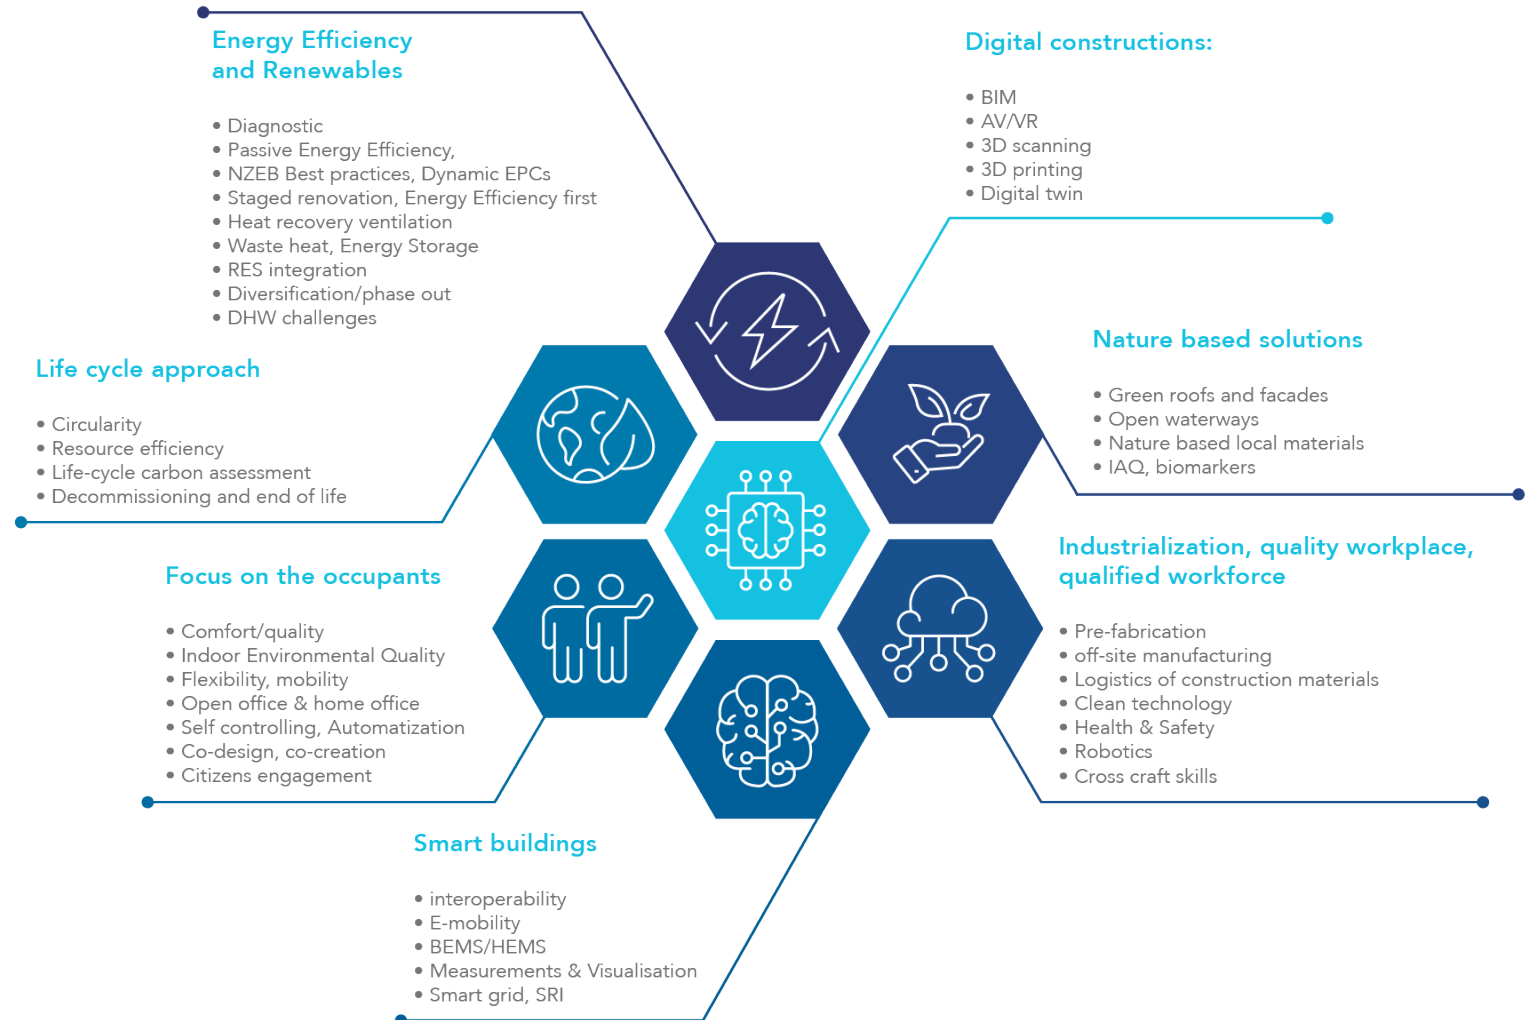 Energy Efficiency
and Renewables
• Diagnostic
• Passive Energy Efficiency,
• NZEB Best practices, Dynamic EPCs
• Staged renovation, Energy Efficiency first
• Heat recovery ventilation
• Waste heat, Energy Storage
• RES integration
• Diversification/phase out
• DHW challenges
Digital constructions:
• BIM
• AV/VR
• 3D scanning
• 3D printing
• Digital twin
Life cycle approach
• Circularity
• Resource efficiency
• Life-cycle carbon assessment
• Decommissioning and end of life
Nature based solutions
• Green roofs and facades
• Open waterways
• Nature based local materials
• IAQ, biomarkers
Focus on the occupants
• Comfort/quality
• Indoor Environmental Quality
• Flexibility, mobility
• Open office & home office
• Self controlling, Automatization
• Co-design, co-creation
• Citizens engagement
Industrialization, quality workplace,
qualified workforce
• Pre-fabrication
• off-site manufacturing
• Logistics of construction materials
• Clean technology
• Health & Safety
• Robotics
• Cross craft skills
Smart buildings
• interoperability
• E-mobility
• BEMS/HEMS
• Measurements & Visualisation
• Smart grid, SRI